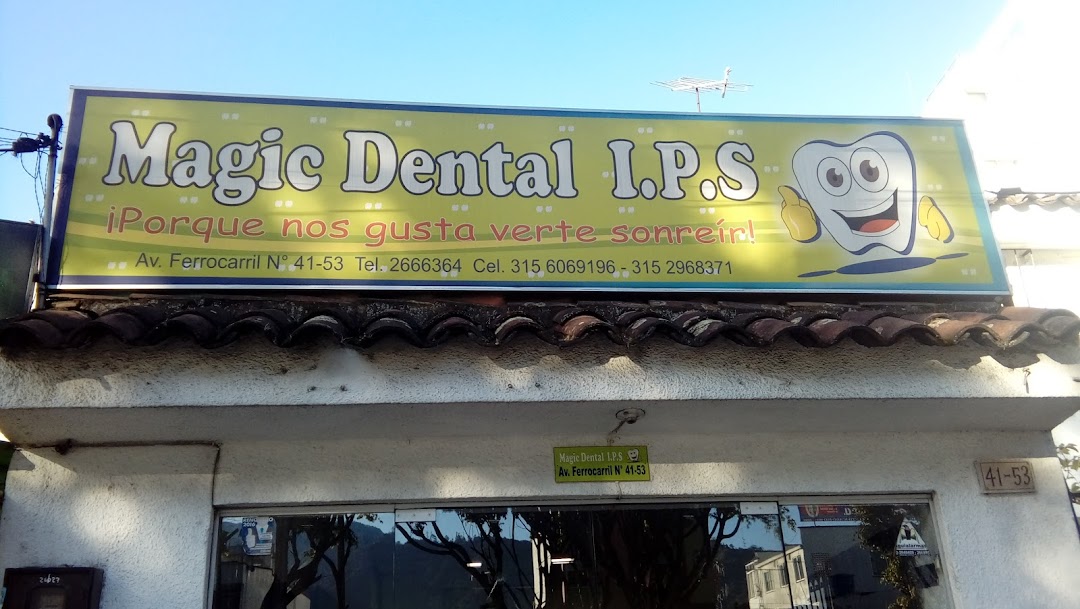 Magic Dental I.P.S
¡Porque nos gusta verte sonreír!
Av. Ferrocarril N° 41-53 Tel. 2666364 Cel. 315 6069196 - 315 2968371
Magic Dental I.P.S
Av. Ferrocarril N° 41-53
41-53